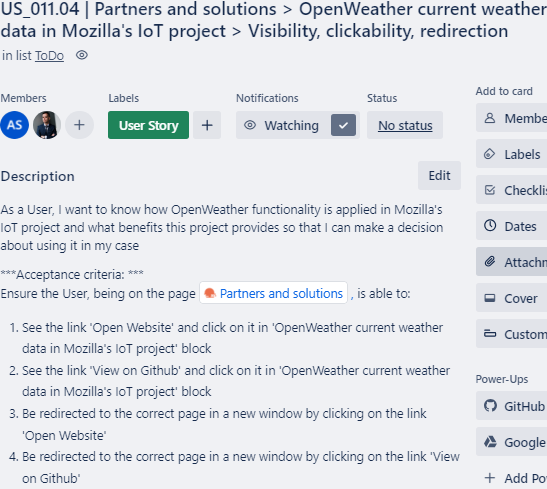 US_011.04 | Partners and solutions > OpenWeather current weather
data in Mozilla's IoT project > Visibility, clickability, redirection
in list ToDo
Members
Labels
Notifications
Status
AS
+
User Story
+
Watching
No status
Description
Edit
As a User, I want to know how OpenWeather functionality is applied in Mozilla's
IoT project and what benefits this project provides so that I can make a decision
about using it in my case
***Acceptance criteria: ***
Ensure the User, being on the page Partners and solutions , is able to:
1. See the link 'Open Website' and click on it in 'OpenWeather current weather
data in Mozilla's IoT project' block
2. See the link 'View on Github' and click on it in 'OpenWeather current weather
data in Mozilla's IoT project' block
3. Be redirected to the correct page in a new window by clicking on the link
'Open Website'
4. Be redirected to the correct page in a new window by clicking on the link 'View
on Github'
Add to card
Membe
Labels
Checklis
Dates
Attachm
Cover
Custom
Power-Ups
GitHub
Google
+ Add Po